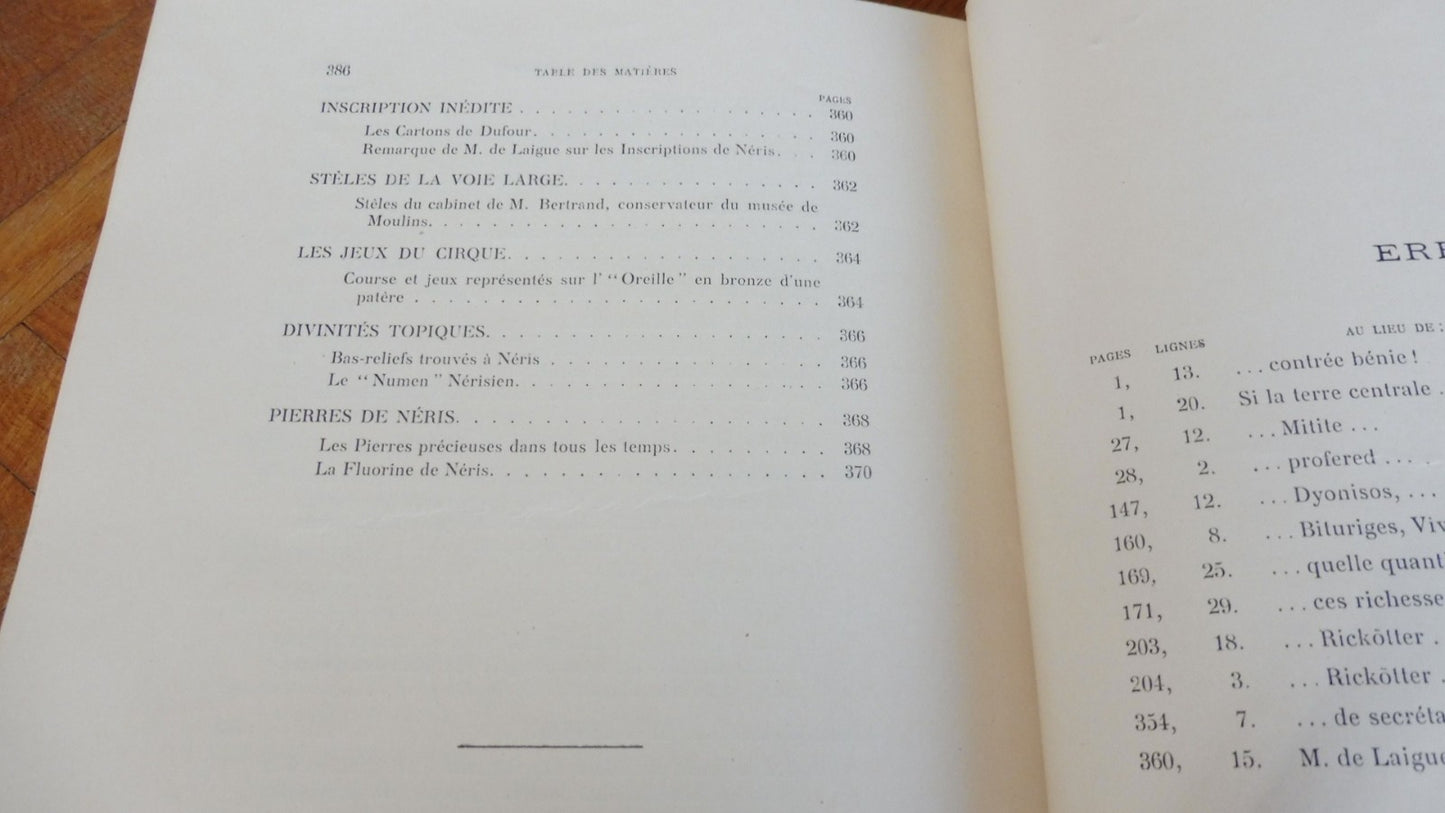 386 TABLE DES MATIÈRES
PAGES
INSCRIPTION INÉDITE . . . . . . . . . . . . . . . . . . . 360
Les Cartons de Dufour. . . . . . . . . . . . . . . . . . 360
Remarque de M. de Laigue sur les Inscriptions de Néris. . . 360
STÈLES DE LA VOIE LARGE. . . . . . . . . . . . . . . . 362
Stèles du cabinet de M. Bertrand, conservateur du musée de
Moulins. . . . . . . . . . . . . . . . . . . . . . . . 362
LES JEUX DU CIRQUE. . . . . . . . . . . . . . . . . . . 364
Course et jeux représentés sur l' "Oreille" en bronze d'une
patère . . . . . . . . . . . . . . . . . . . . . . . . 364
DIVINITÉS TOPIQUES. . . . . . . . . . . . . . . . . . . 366
Bas-reliefs trouvés à Néris . . . . . . . . . . . . . . . 366
Le "Numen" Nérisien. . . . . . . . . . . . . . . . . . 366
PIERRES DE NÉRIS. . . . . . . . . . . . . . . . . . . . 368
Les Pierres précieuses dans tous les temps. . . . . . . . . 368
La Fluorine de Néris. . . . . . . . . . . . . . . . . . . 370
ERR
AU LIEU DE :
PAGES LIGNES
1, 13. ...contrée bénie !
1, 20. Si la terre centrale .
27, 12. ...Mitite ...
28, 2. ...profered ...
147, 12. ...Dyonisos, ...
160, 8. ...Bituriges, Viv
169, 25. ...quelle quant
171, 29. ...ces richesse
203, 18. ...Rickötter .
204, 3. ...Rickötter .
354, 7. ...de secréta
360, 15. M. de Laigue